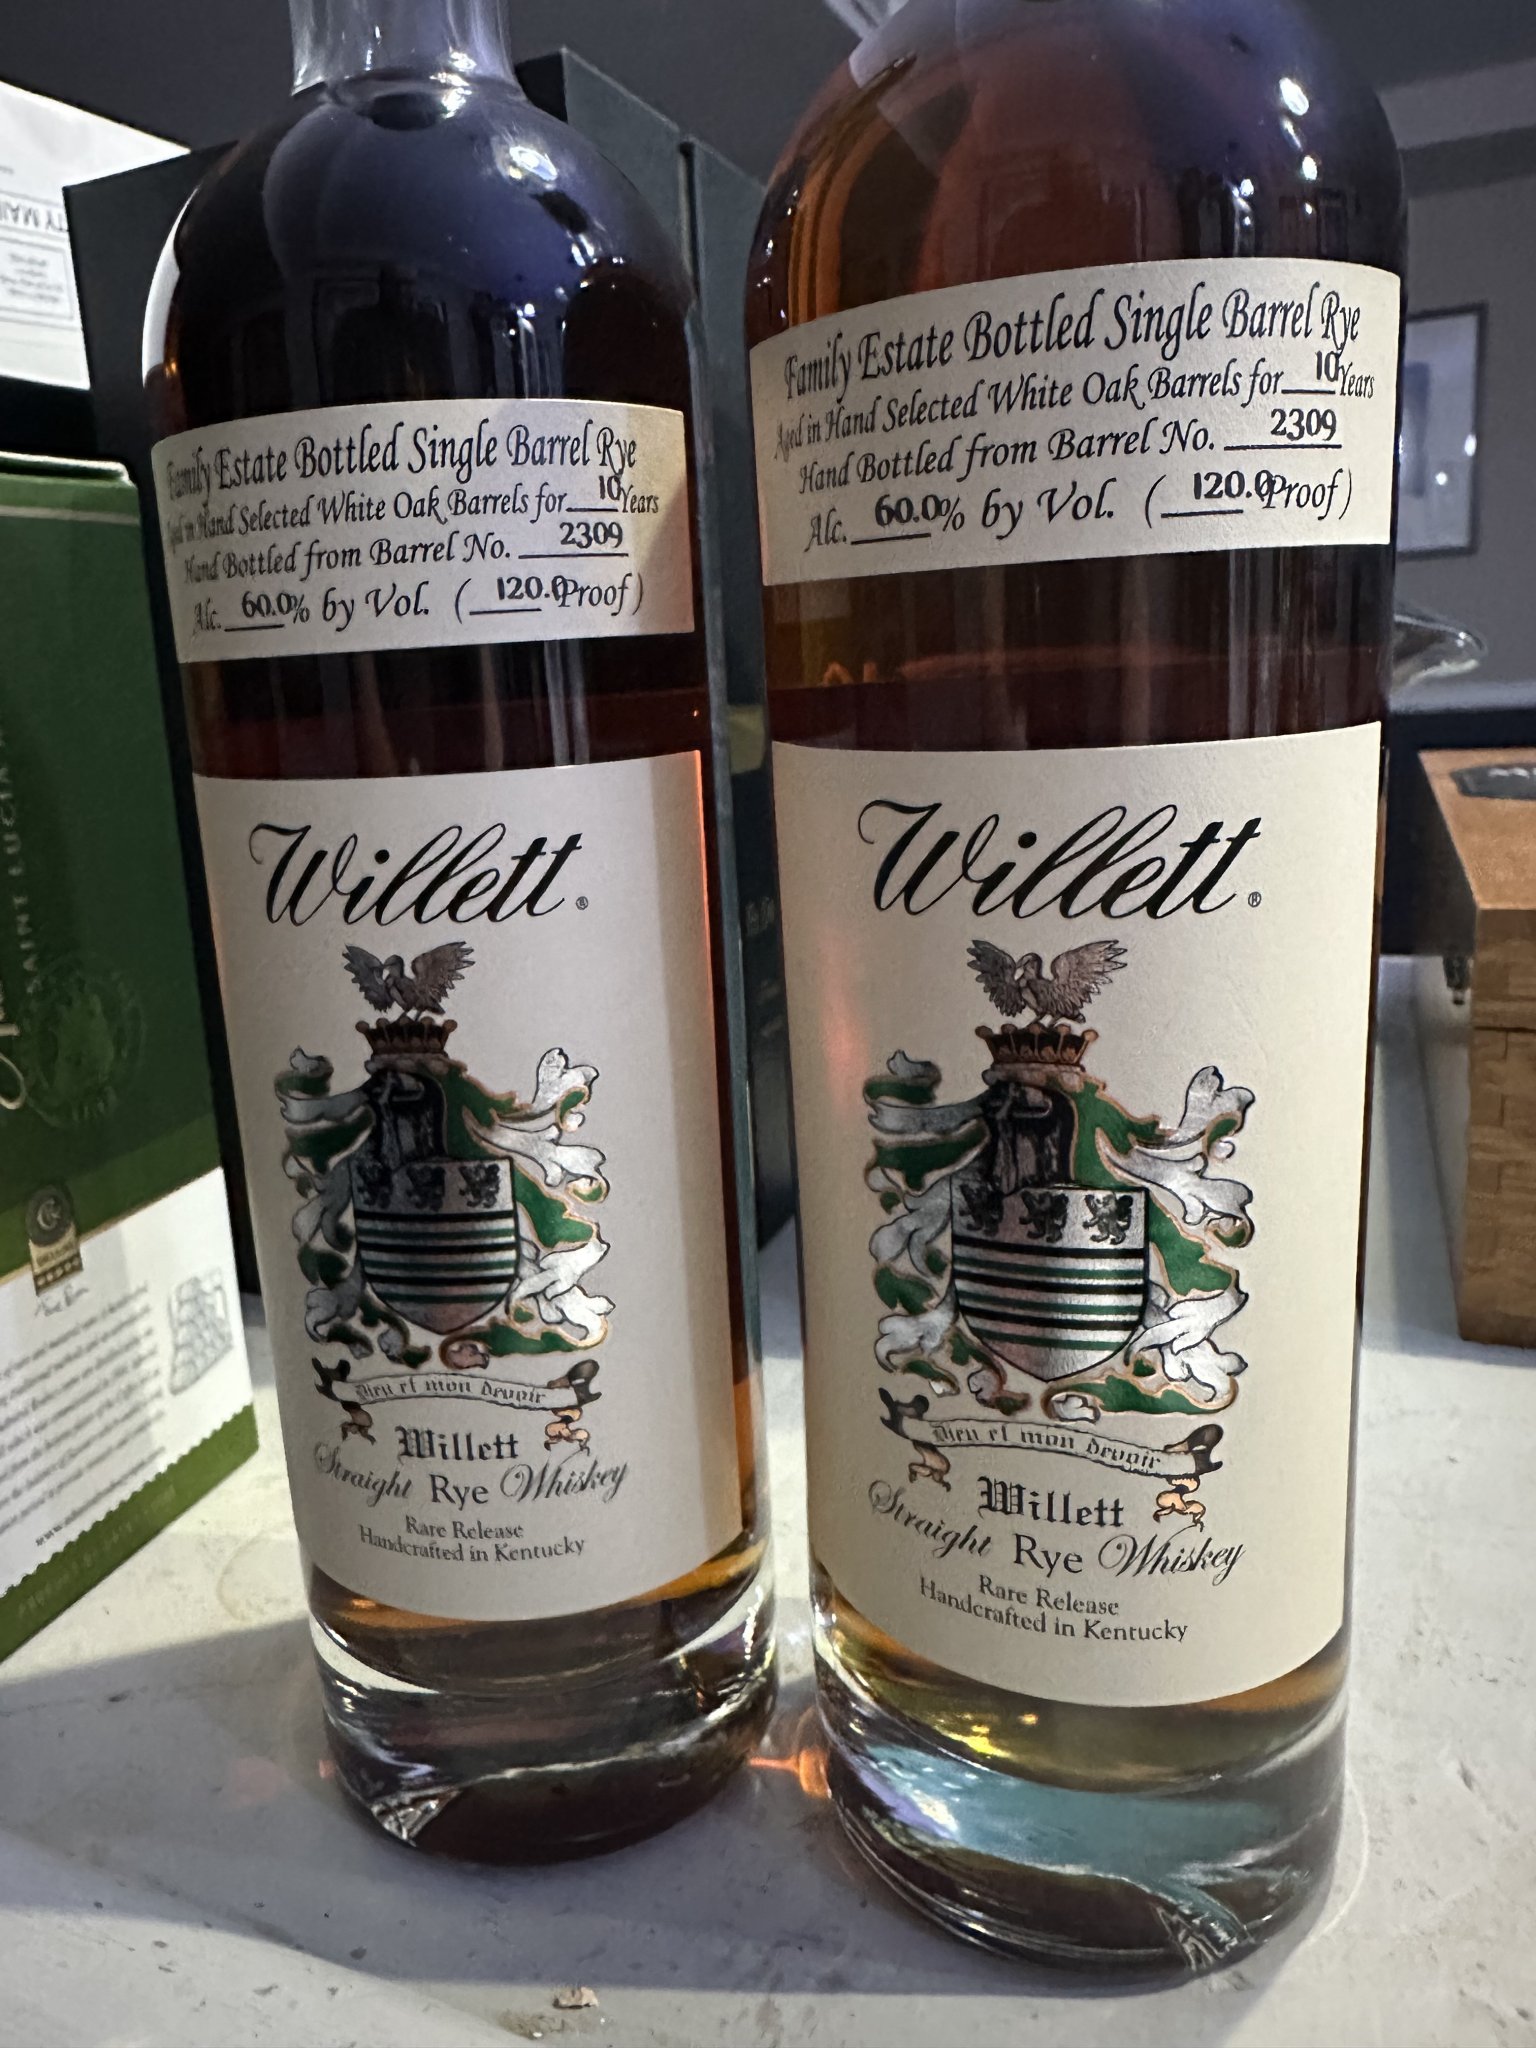 Family Estate Bottled Single Barrel Rye
Aged in Hand Selected White Oak Barrels for 10 Years
Hand Bottled from Barrel No. 2309
Alc. 60.0% by Vol. ( 120.0 Proof )
Willett®
Dieu et mon devoir
Willett
Straight Rye Whiskey
Rare Release
Handcrafted in Kentucky
Family Estate Bottled Single Barrel Rye
Aged in Hand Selected White Oak Barrels for 10 Years
Hand Bottled from Barrel No. 2309
Alc. 60.0% by Vol. ( 120.0 Proof )
Willett®
Dieu et mon devoir
Willett
Straight Rye Whiskey
Rare Release
Handcrafted in Kentucky